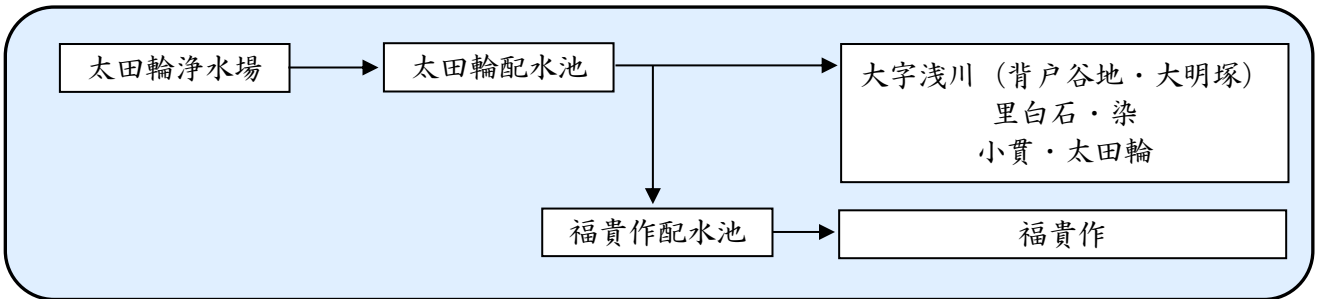 太田輪浄水場
太田輪配水池
大字浅川（背戸谷地・大明塚）
里白石・染
小貫・太田輪
福貴作配水池
福貴作